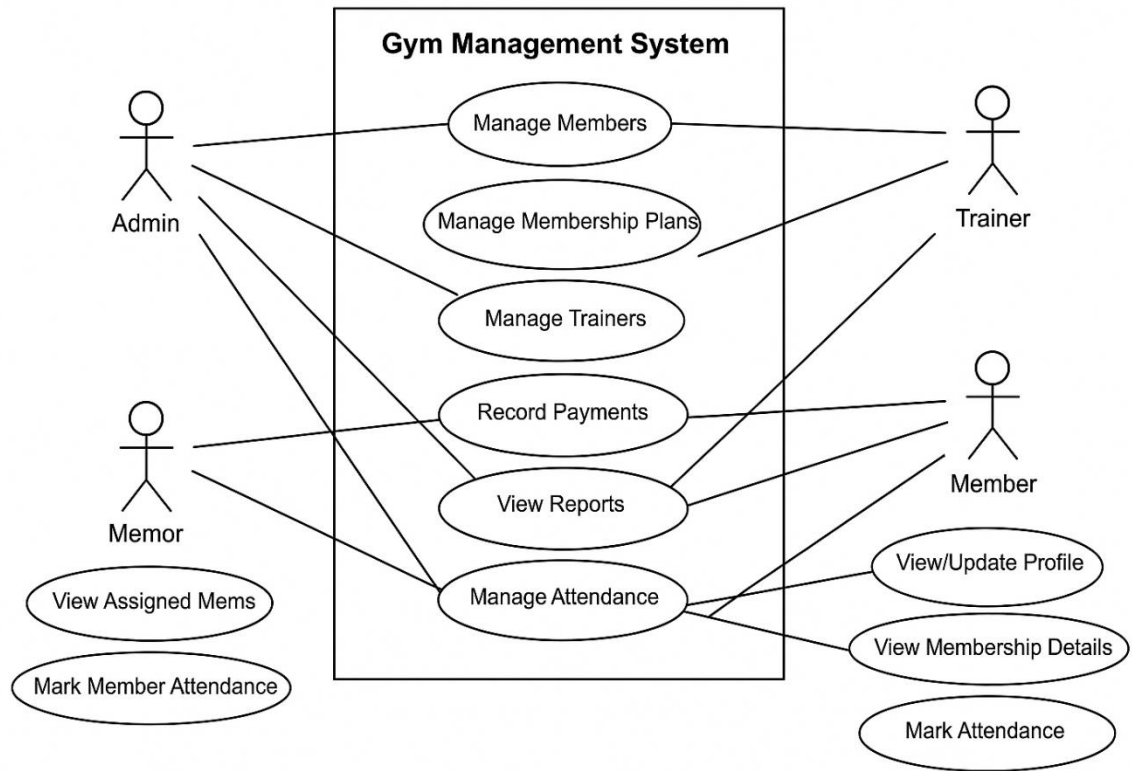 Gym Management System
Manage Members
Admin
Trainer
Manage Membership Plans
Manage Trainers
Record Payments
Member
View Reports
Memor
View/Update Profile
Manage Attendance
View Assigned Mems
View Membership Details
Mark Member Attendance
Mark Attendance